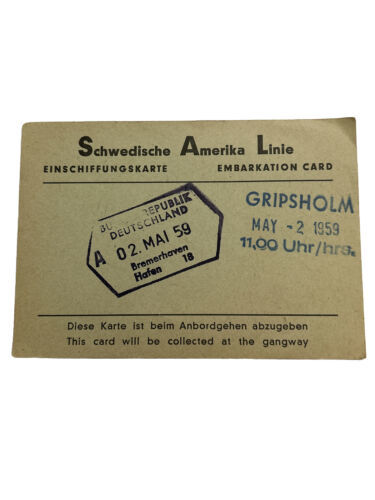 Schwedische Amerika Linie
EINSCHIFFUNGSKARTE EMBARKATION CARD
BUNDESREPUBLIK
DEUTSCHLAND
A 02. MAI 59
Bremerhaven
Hafen 18
GRIPSHOLM
MAY - 2 1959
11,00 Uhr/hrs.
Diese Karte ist beim Anbordgehen abzugeben
This card will be collected at the gangway